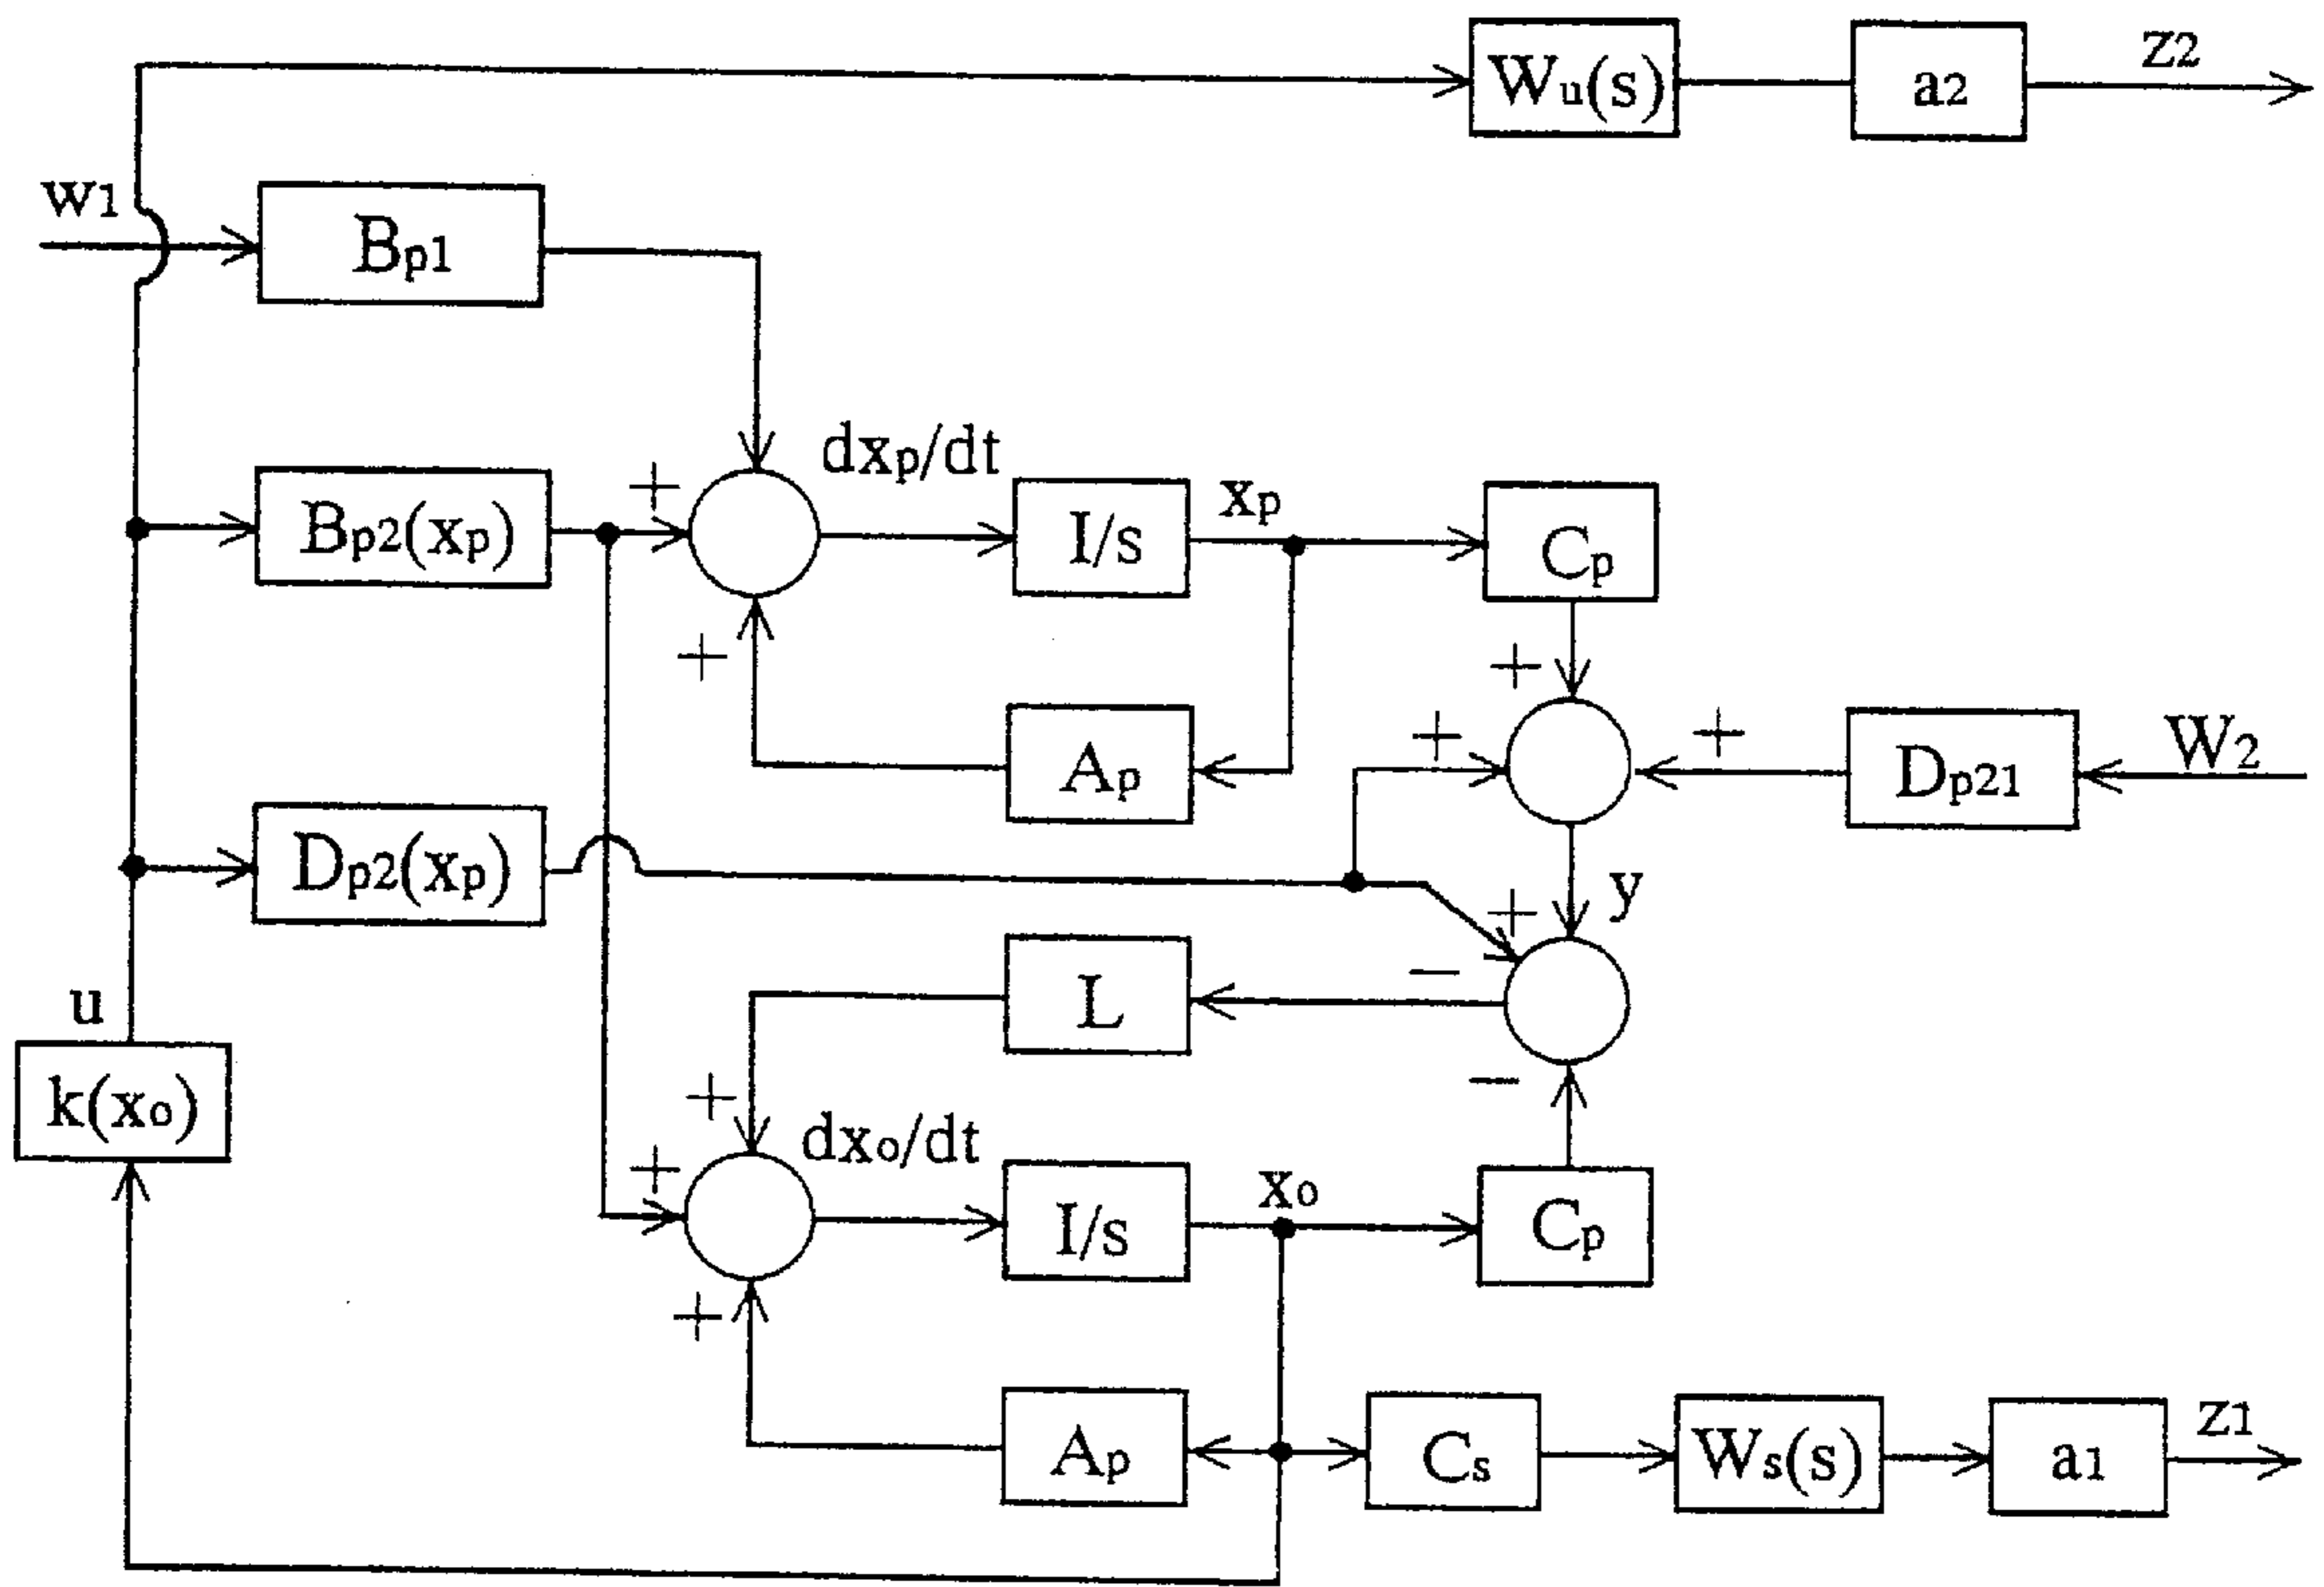 Wu(s)
a2
z2
w1
Bp1
dxp/dt
+
Bp2(xp)
I/s
xp
Cp
+
+
Ap
+
+
Dp21
W2
Dp2(xp)
y
+
L
−
u
k(xo)
+
−
dxo/dt
+
I/s
xo
Cp
+
Ap
Cs
Ws(s)
a1
z1